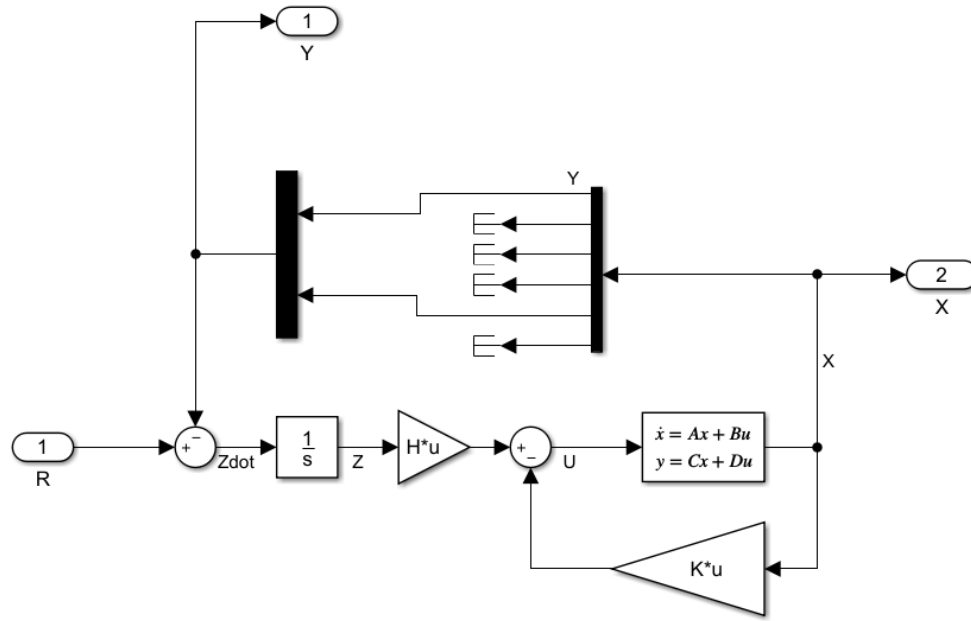 1
Y
Y
2
X
X
1
R
+
−
Zdot
1
s
Z
H*u
+
−
U
ẋ = Ax + Bu
y = Cx + Du
K*u